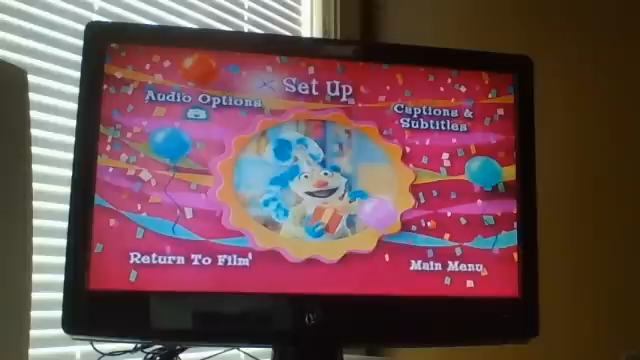 Set Up
Audio Options
Captions &
Subtitles
Return To Film
Main Menu